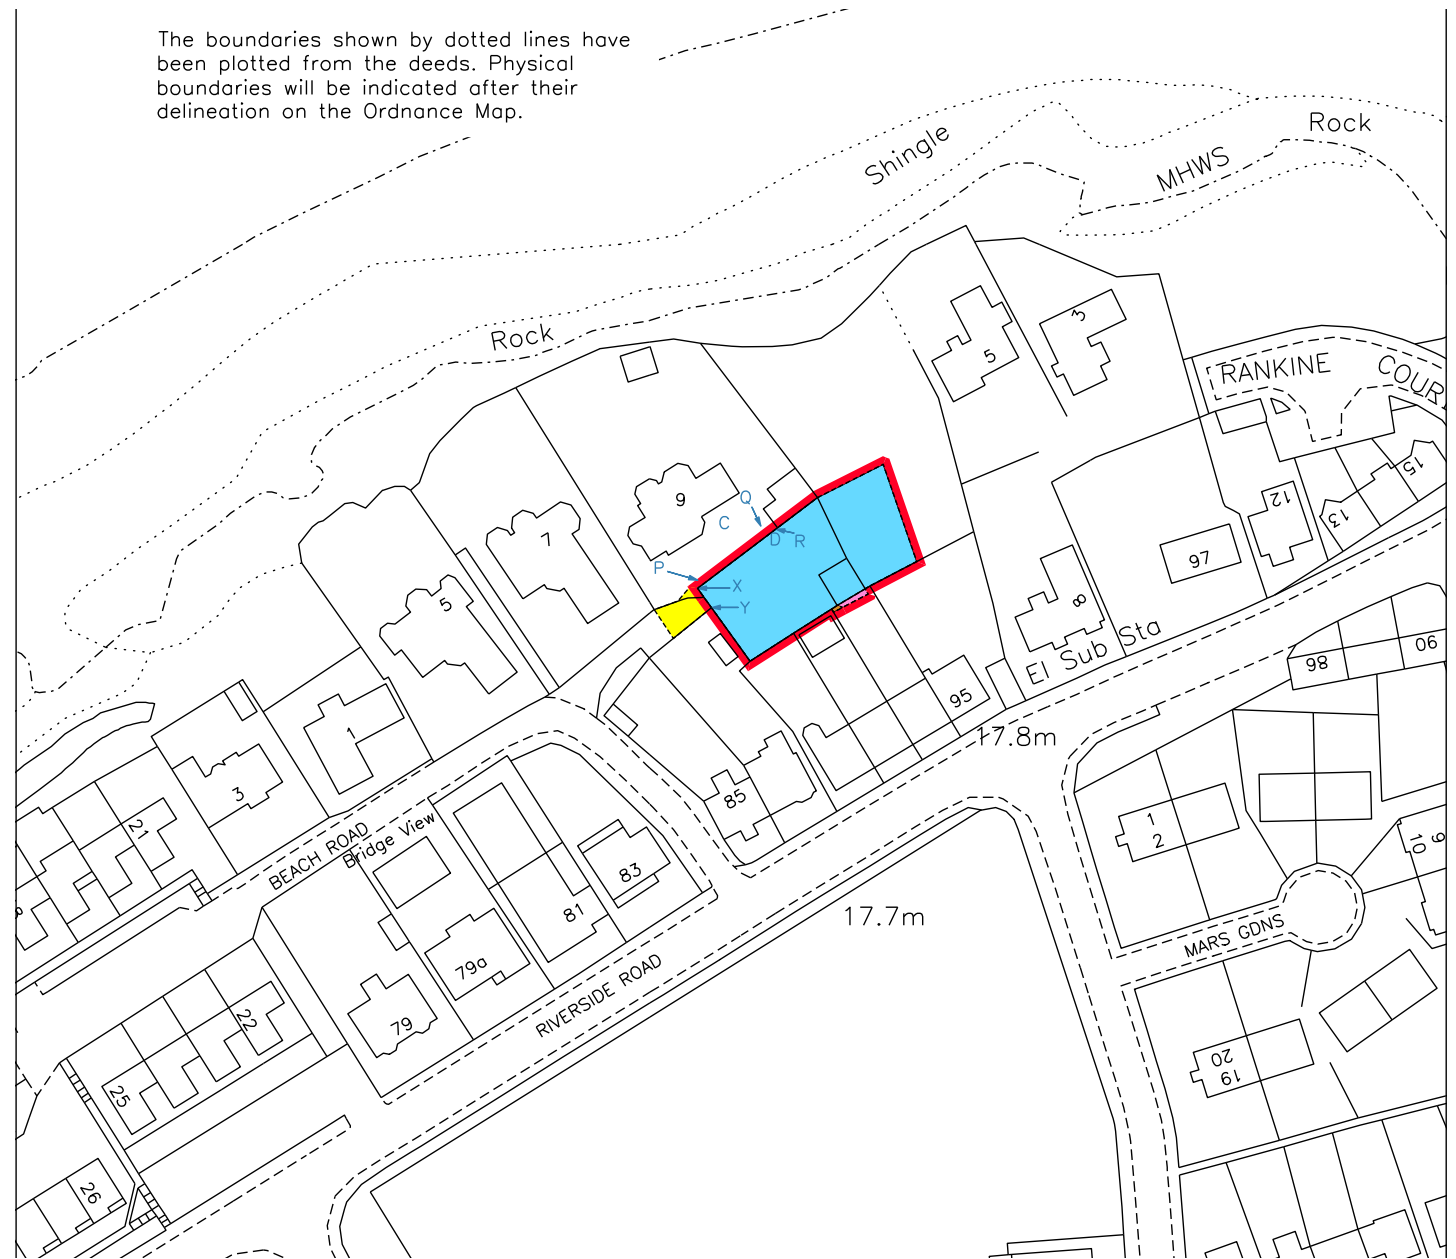 The boundaries shown by dotted lines have
been plotted from the deeds. Physical
boundaries will be indicated after their
delineation on the Ordnance Map.
Rock
Shingle
MHWS
Rock
3
5
RANKINE
COUR
15
13
12
97
9
Q
C
D
R
P
X
Y
7
5
8
El Sub Sta
90
98
95
17.8m
1
3
21
85
1
2
9
10
BEACH ROAD
Bridge View
83
81
17.7m
MARS GDNS
79a
79
RIVERSIDE ROAD
22
25
20
19
26